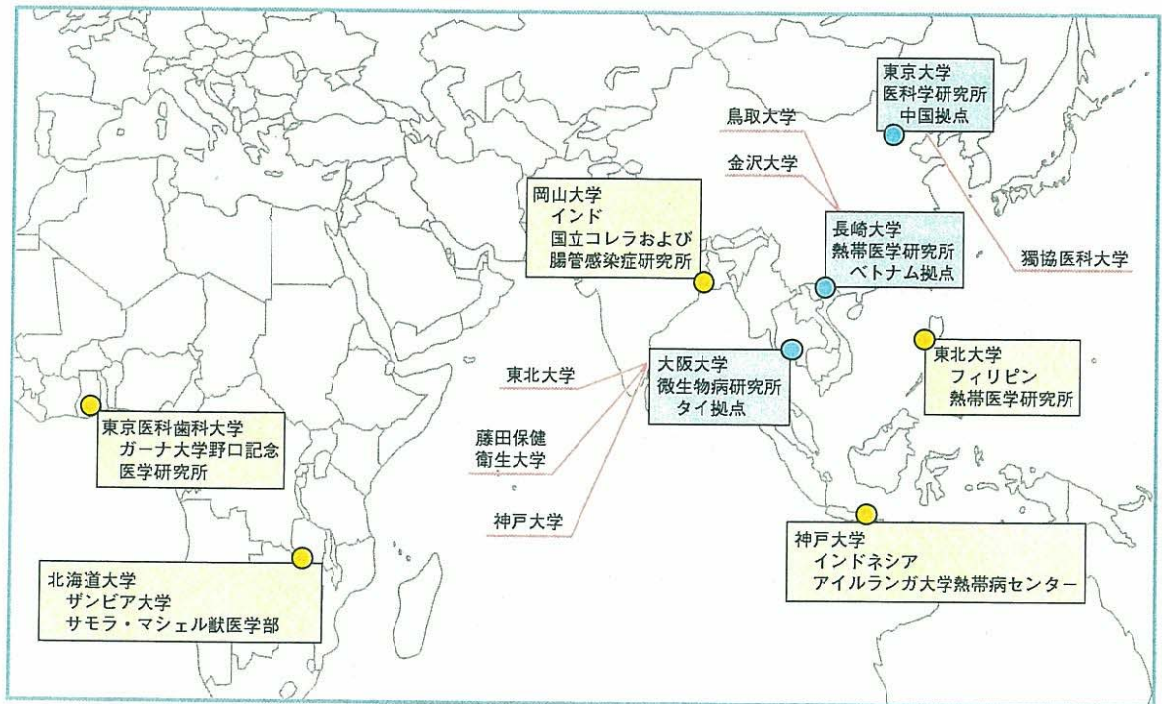 東京大学
医科学研究所
中国拠点
鳥取大学
金沢大学
岡山大学
インド
国立コレラおよび
腸管感染症研究所
長崎大学
熱帯医学研究所
ベトナム拠点
獨協医科大学
東北大学
フィリピン
熱帯医学研究所
大阪大学
微生物病研究所
タイ拠点
東北大学
藤田保健
衛生大学
神戸大学
東京医科歯科大学
ガーナ大学野口記念
医学研究所
神戸大学
インドネシア
アイルランガ大学熱帯病センター
北海道大学
ザンビア大学
サモラ・マシェル獣医学部